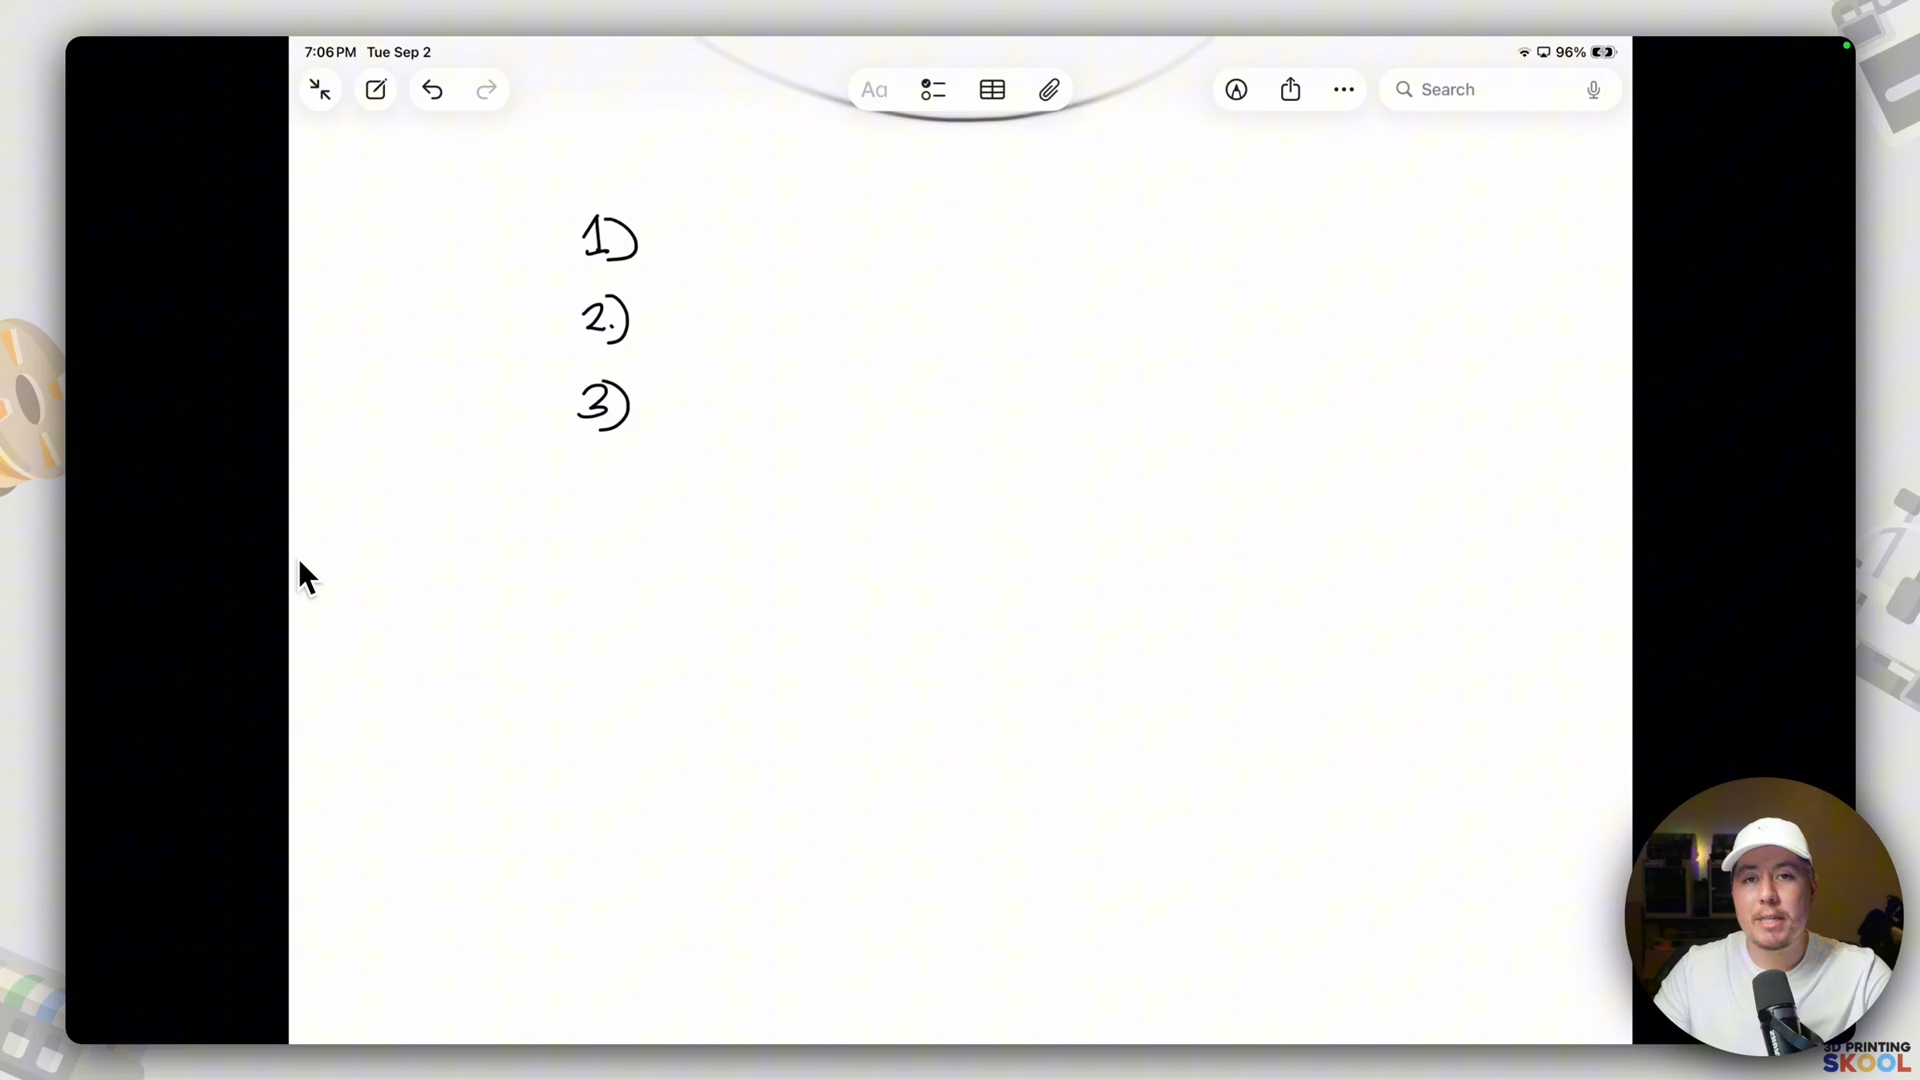 7:06 PM Tue Sep 2
96%
Aa
Search
1)
2.)
3)
3D PRINTING
SKOOL